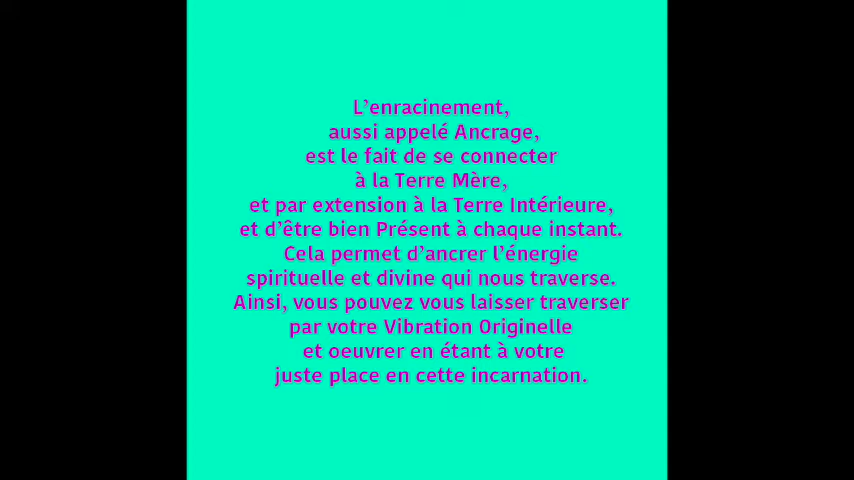 L’enracinement,
aussi appelé Ancrage,
est le fait de se connecter
à la Terre Mère,
et par extension à la Terre Intérieure,
et d’être bien Présent à chaque instant.
Cela permet d’ancrer l’énergie
spirituelle et divine qui nous traverse.
Ainsi, vous pouvez vous laisser traverser
par votre Vibration Originelle
et oeuvrer en étant à votre
juste place en cette incarnation.